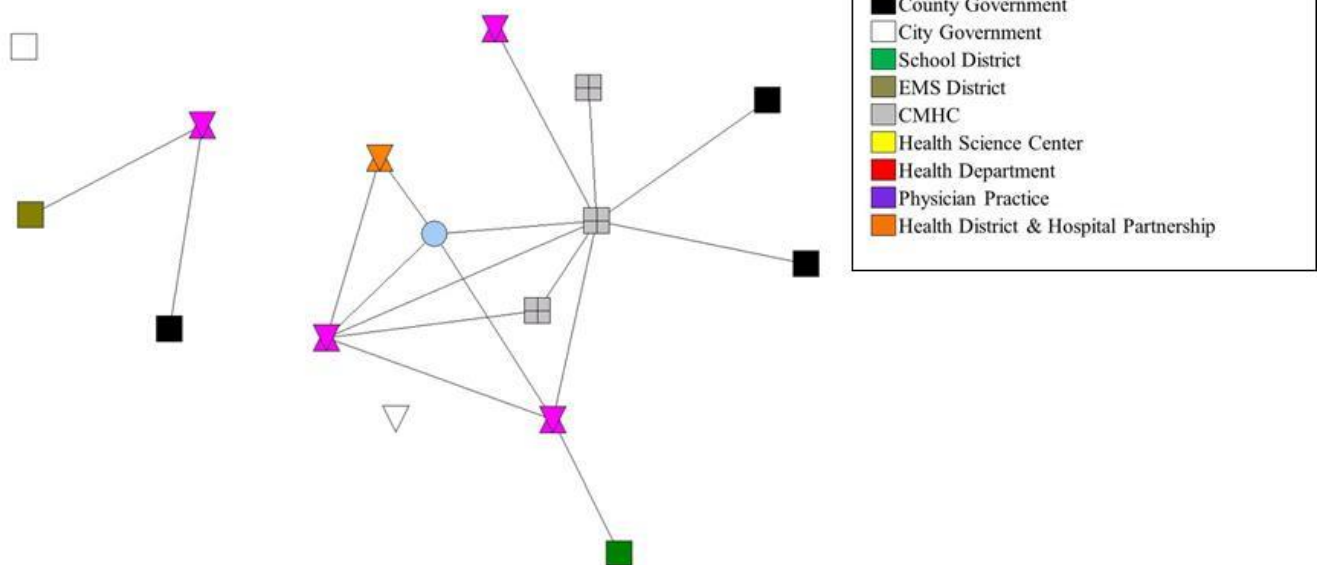 County Government
City Government
School District
EMS District
CMHC
Health Science Center
Health Department
Physician Practice
Health District & Hospital Partnership